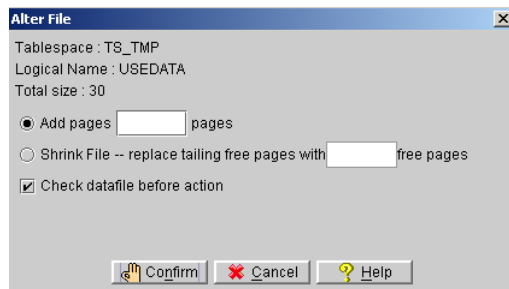 Alter File
Tablespace : TS_TMP
Logical Name : USEDATA
Total size : 30
Add pages pages
Shrink File -- replace tailing free pages with free pages
Check datafile before action
Confirm Cancel Help